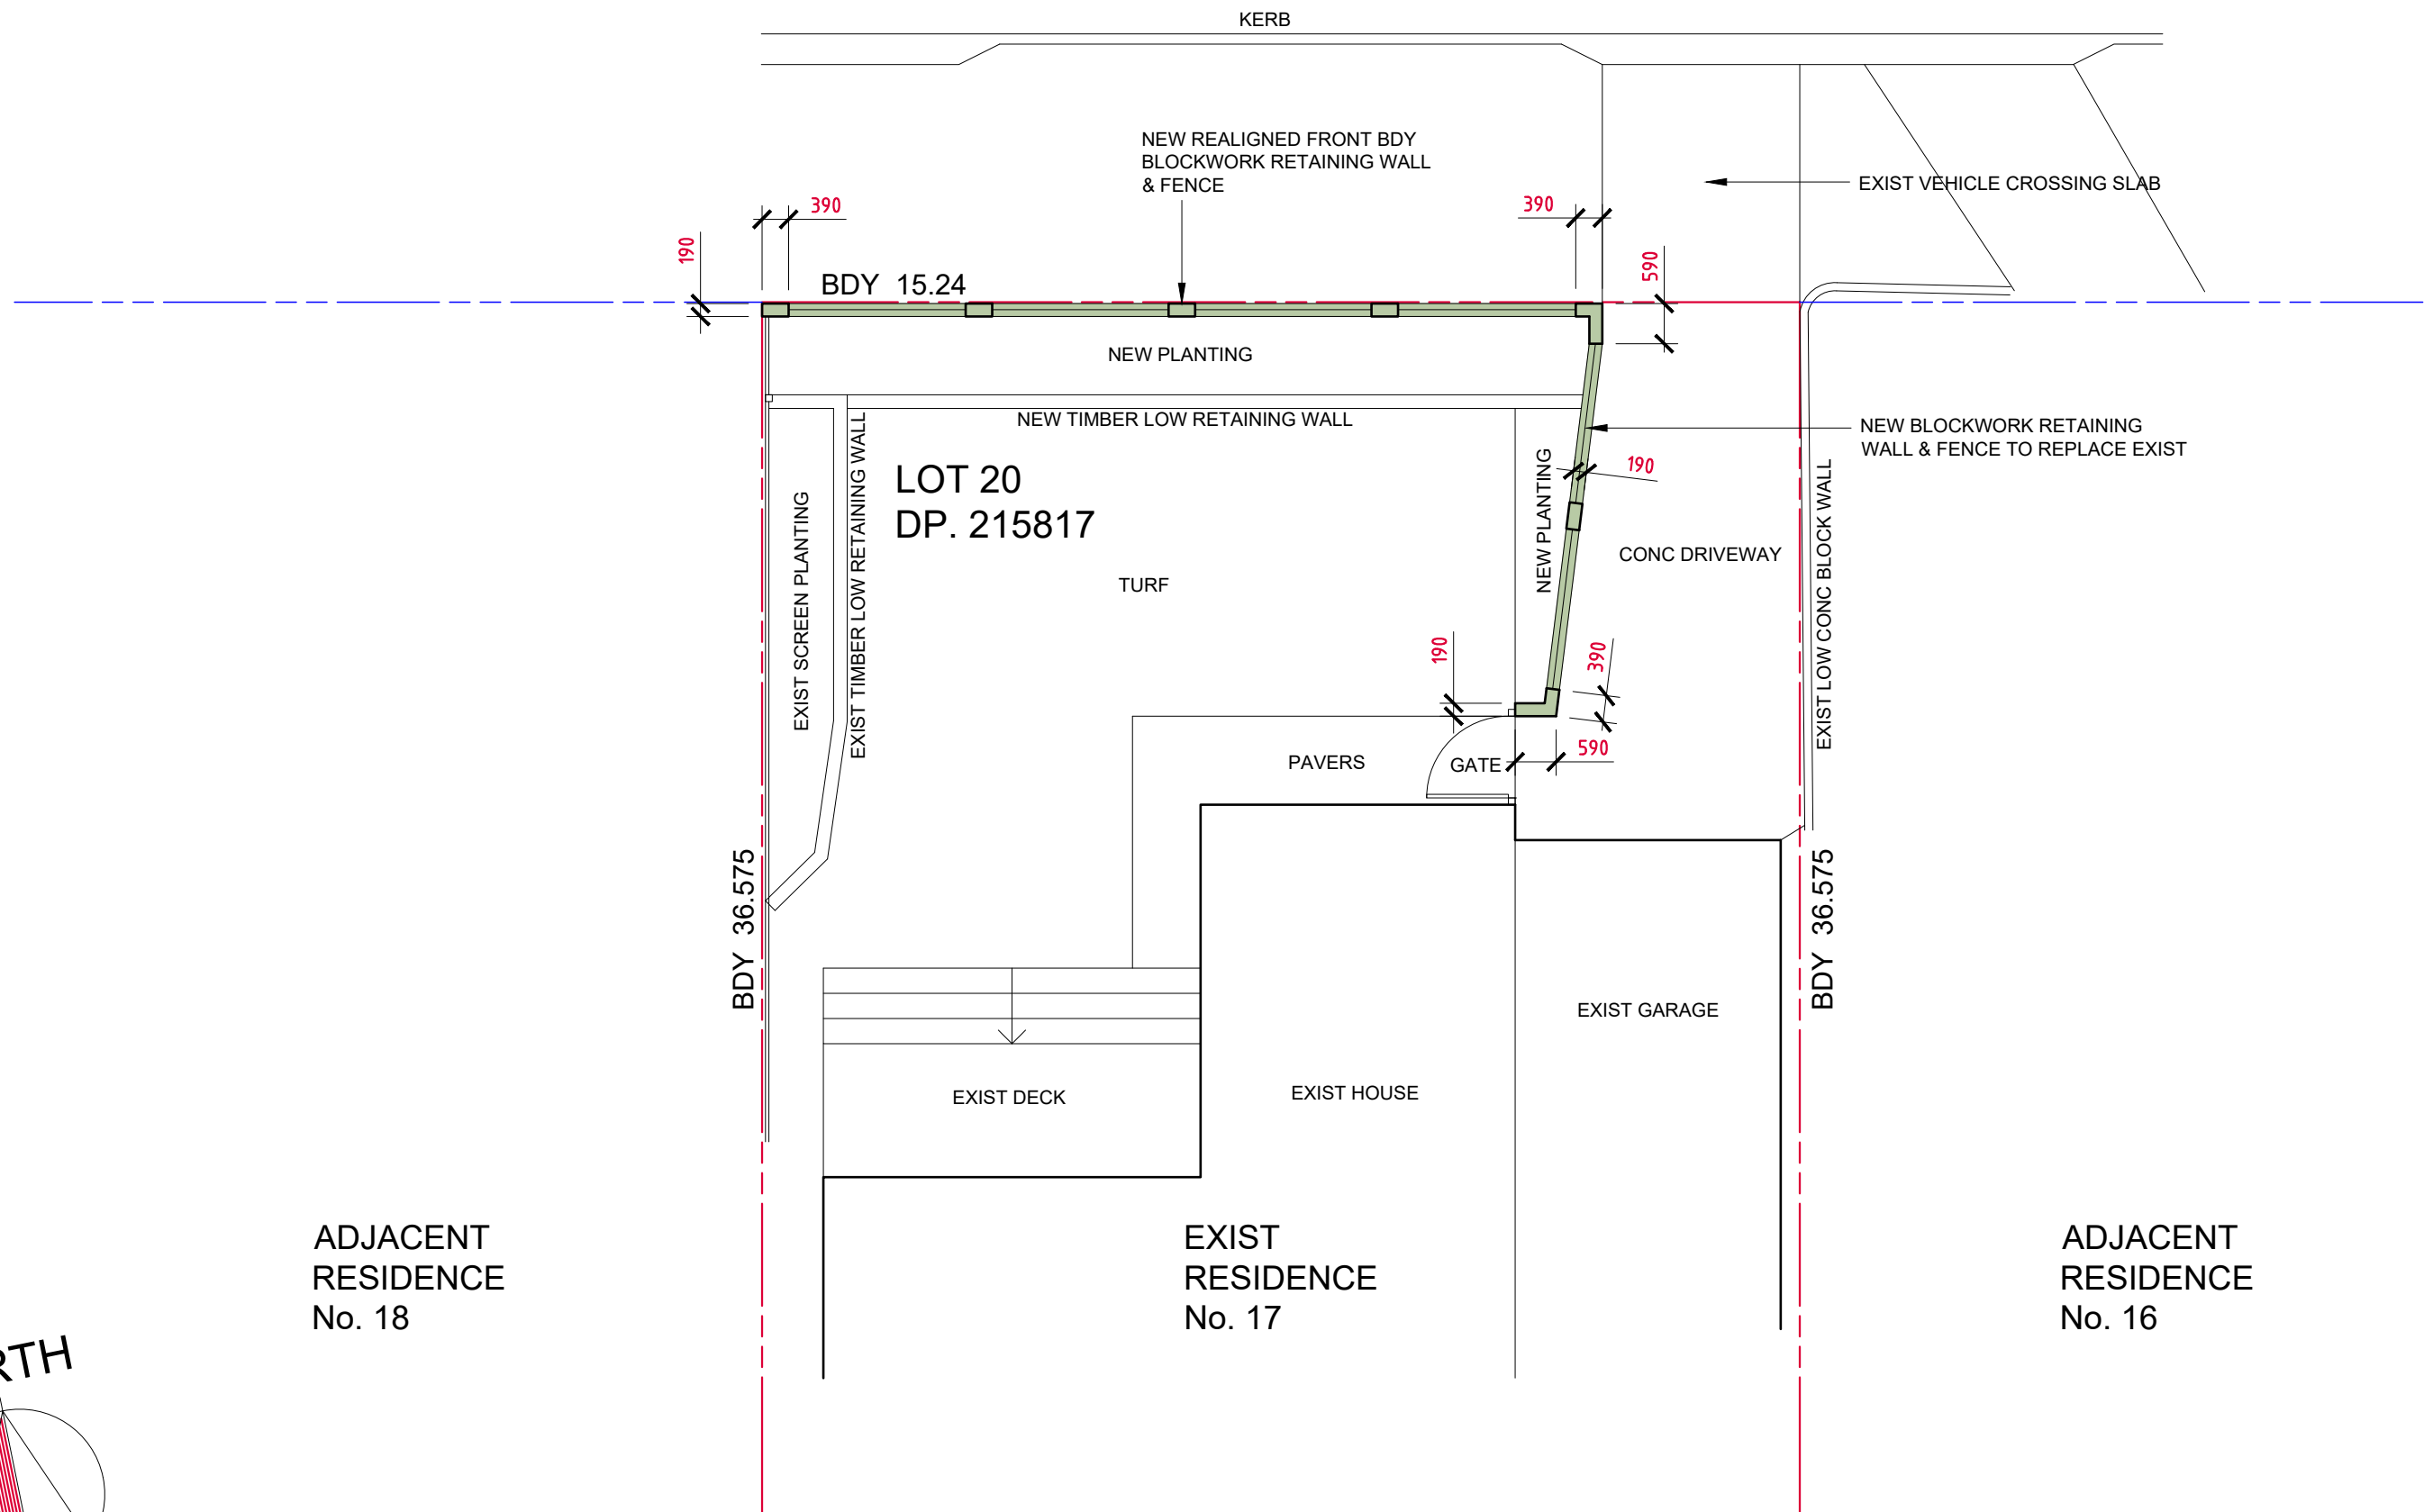 KERB
NEW REALIGNED FRONT BDY
BLOCKWORK RETAINING WALL
& FENCE
EXIST VEHICLE CROSSING SLAB
390
390
190
590
BDY 15.24
NEW PLANTING
NEW TIMBER LOW RETAINING WALL
NEW BLOCKWORK RETAINING
WALL & FENCE TO REPLACE EXIST
LOT 20
DP. 215817
190
EXIST SCREEN PLANTING
EXIST TIMBER LOW RETAINING WALL
NEW PLANTING
CONC DRIVEWAY
EXIST LOW CONC BLOCK WALL
TURF
190
390
590
PAVERS
GATE
BDY 36.575
BDY 36.575
EXIST GARAGE
EXIST DECK
EXIST HOUSE
ADJACENT
RESIDENCE
No. 18
EXIST
RESIDENCE
No. 17
ADJACENT
RESIDENCE
No. 16
RTH